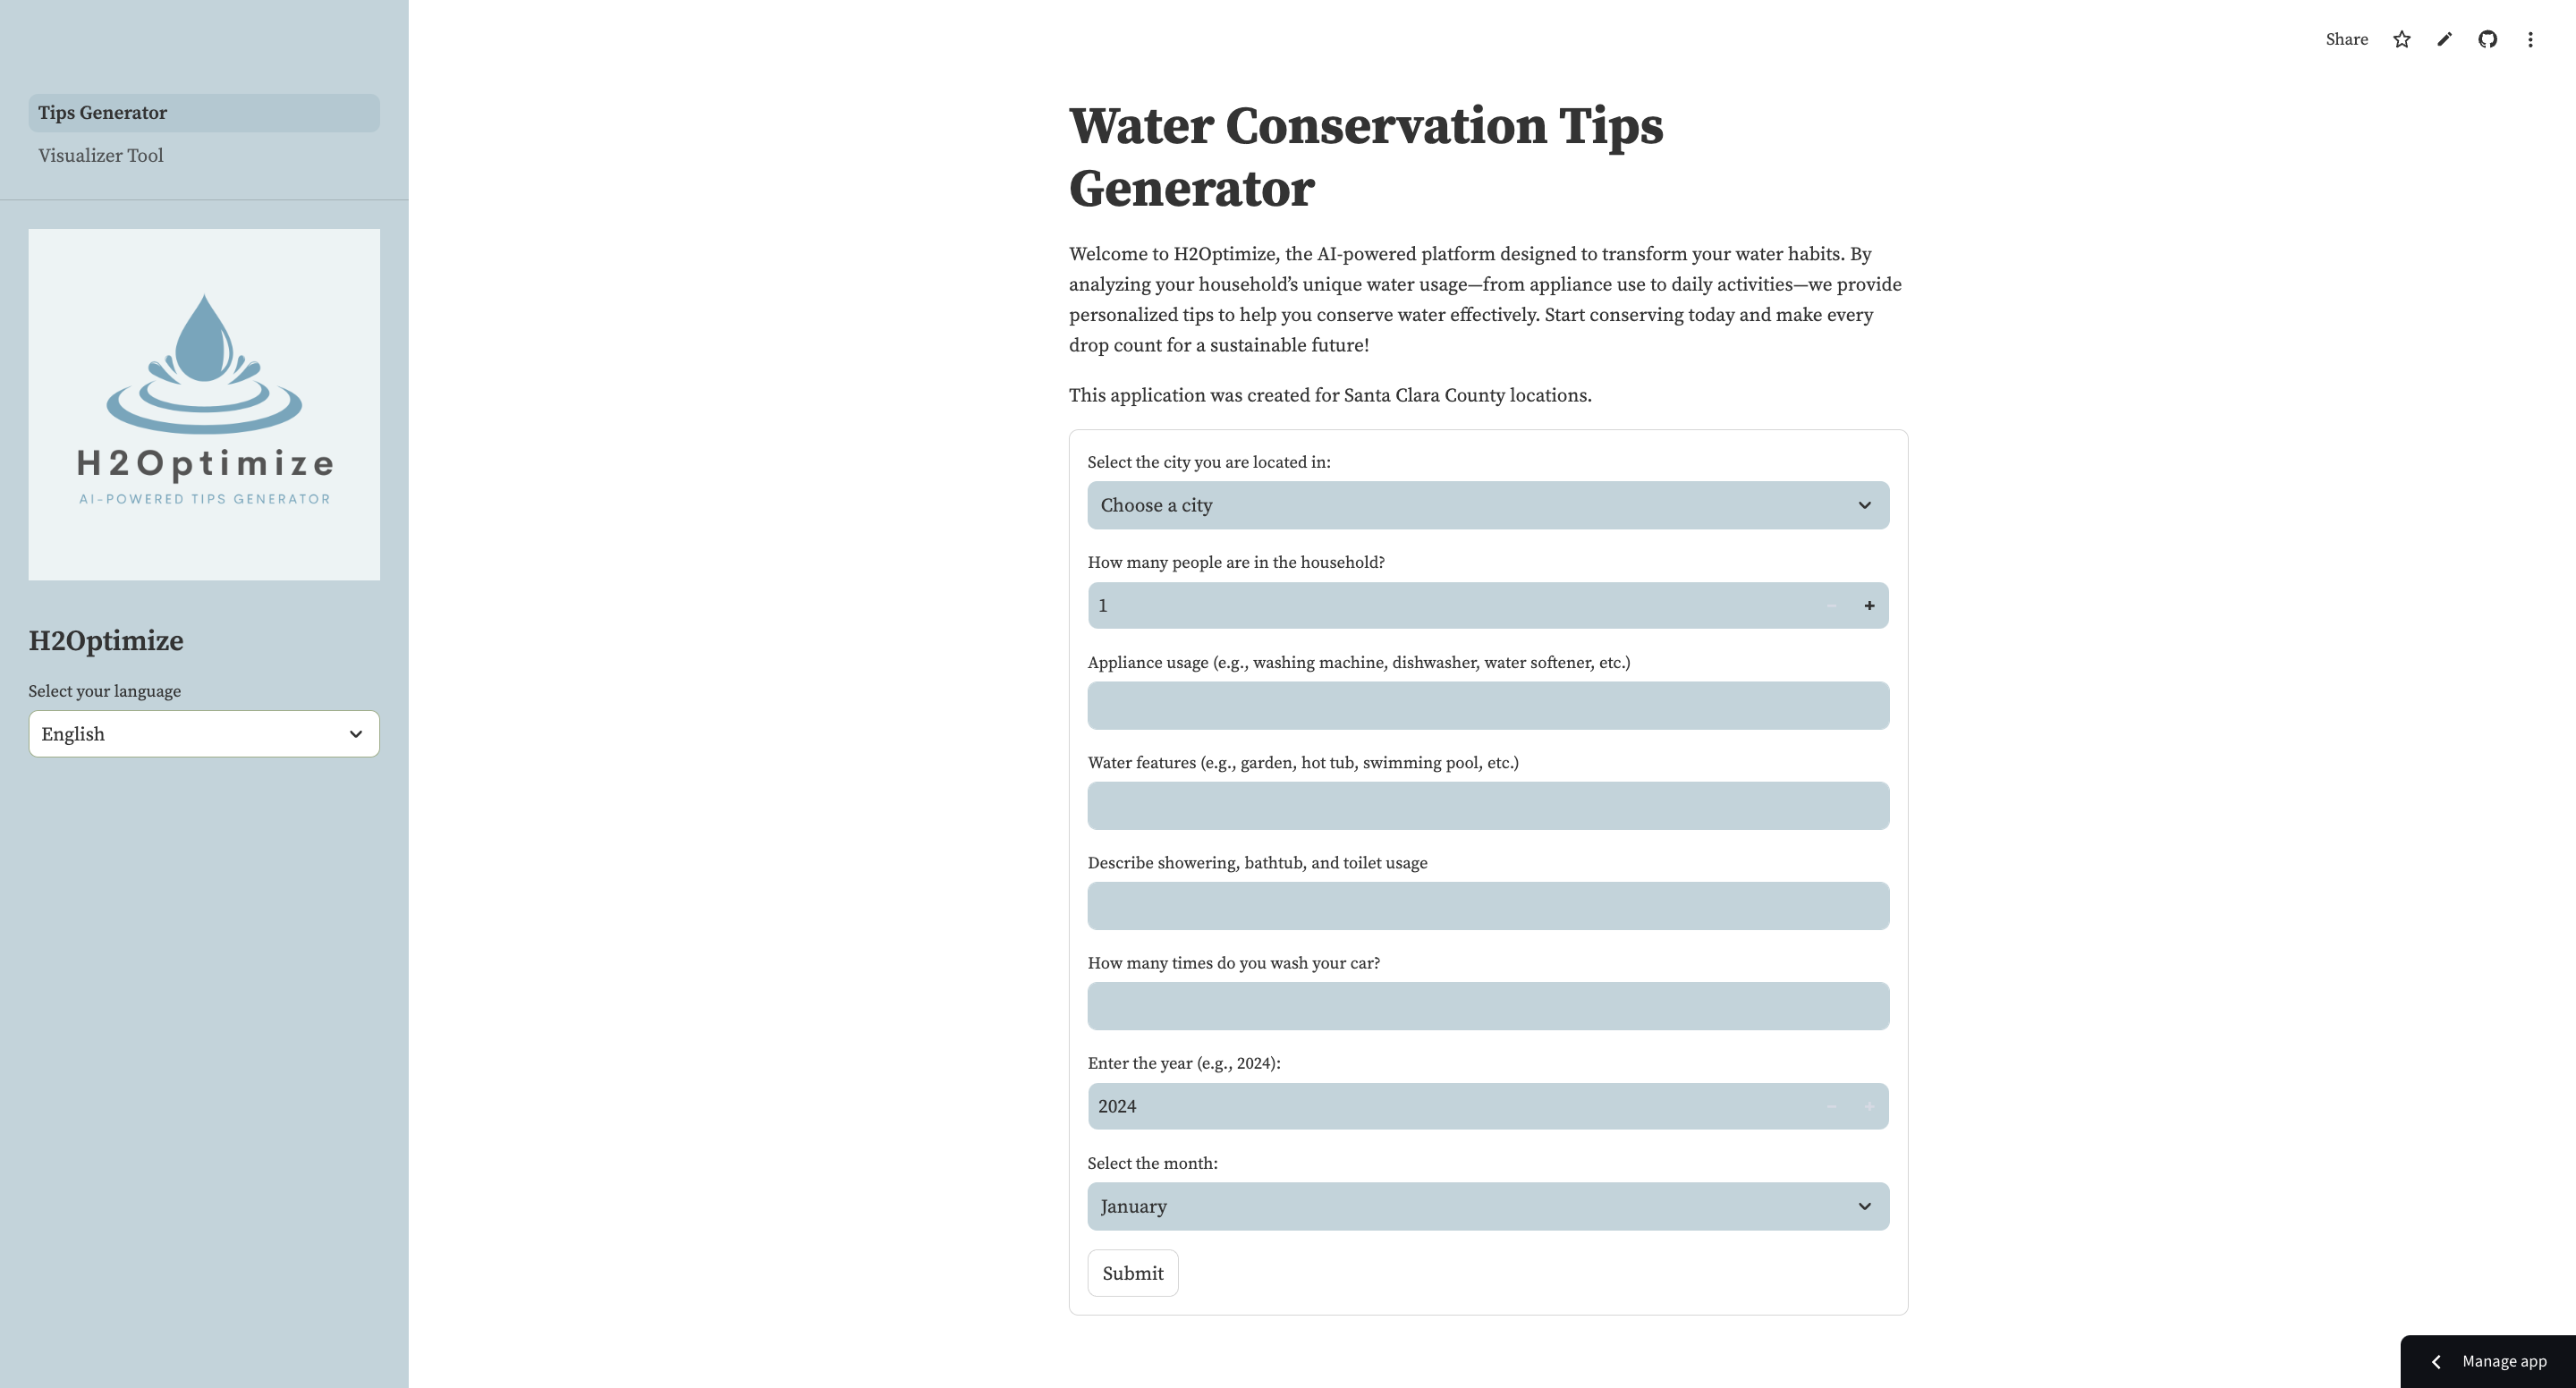 Share
Tips Generator
Visualizer Tool
H2Optimize
AI-POWERED TIPS GENERATOR
H2Optimize
Select your language
English
Water Conservation Tips
Generator
Welcome to H2Optimize, the AI-powered platform designed to transform your water habits. By
analyzing your household’s unique water usage—from appliance use to daily activities—we provide
personalized tips to help you conserve water effectively. Start conserving today and make every
drop count for a sustainable future!
This application was created for Santa Clara County locations.
Select the city you are located in:
Choose a city
How many people are in the household?
1
Appliance usage (e.g., washing machine, dishwasher, water softener, etc.)
Water features (e.g., garden, hot tub, swimming pool, etc.)
Describe showering, bathtub, and toilet usage
How many times do you wash your car?
Enter the year (e.g., 2024):
2024
Select the month:
January
Submit
Manage app